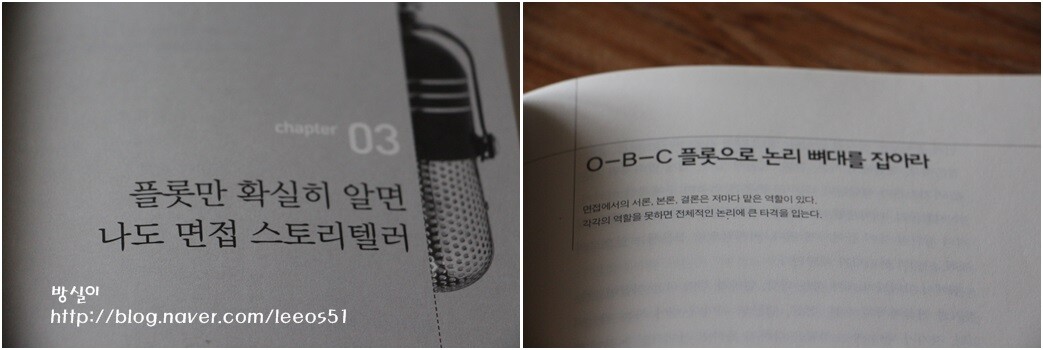 chapter 03
플롯만 확실히 알면
나도 면접 스토리텔러
방실이
http://blog.naver.com/leeos51
O-B-C 플롯으로 논리 뼈대를 잡아라
면접에서의 서론, 본론, 결론은 저마다 맡은 역할이 있다.
각각의 역할을 못하면 전체적인 논리에 큰 타격을 입는다.